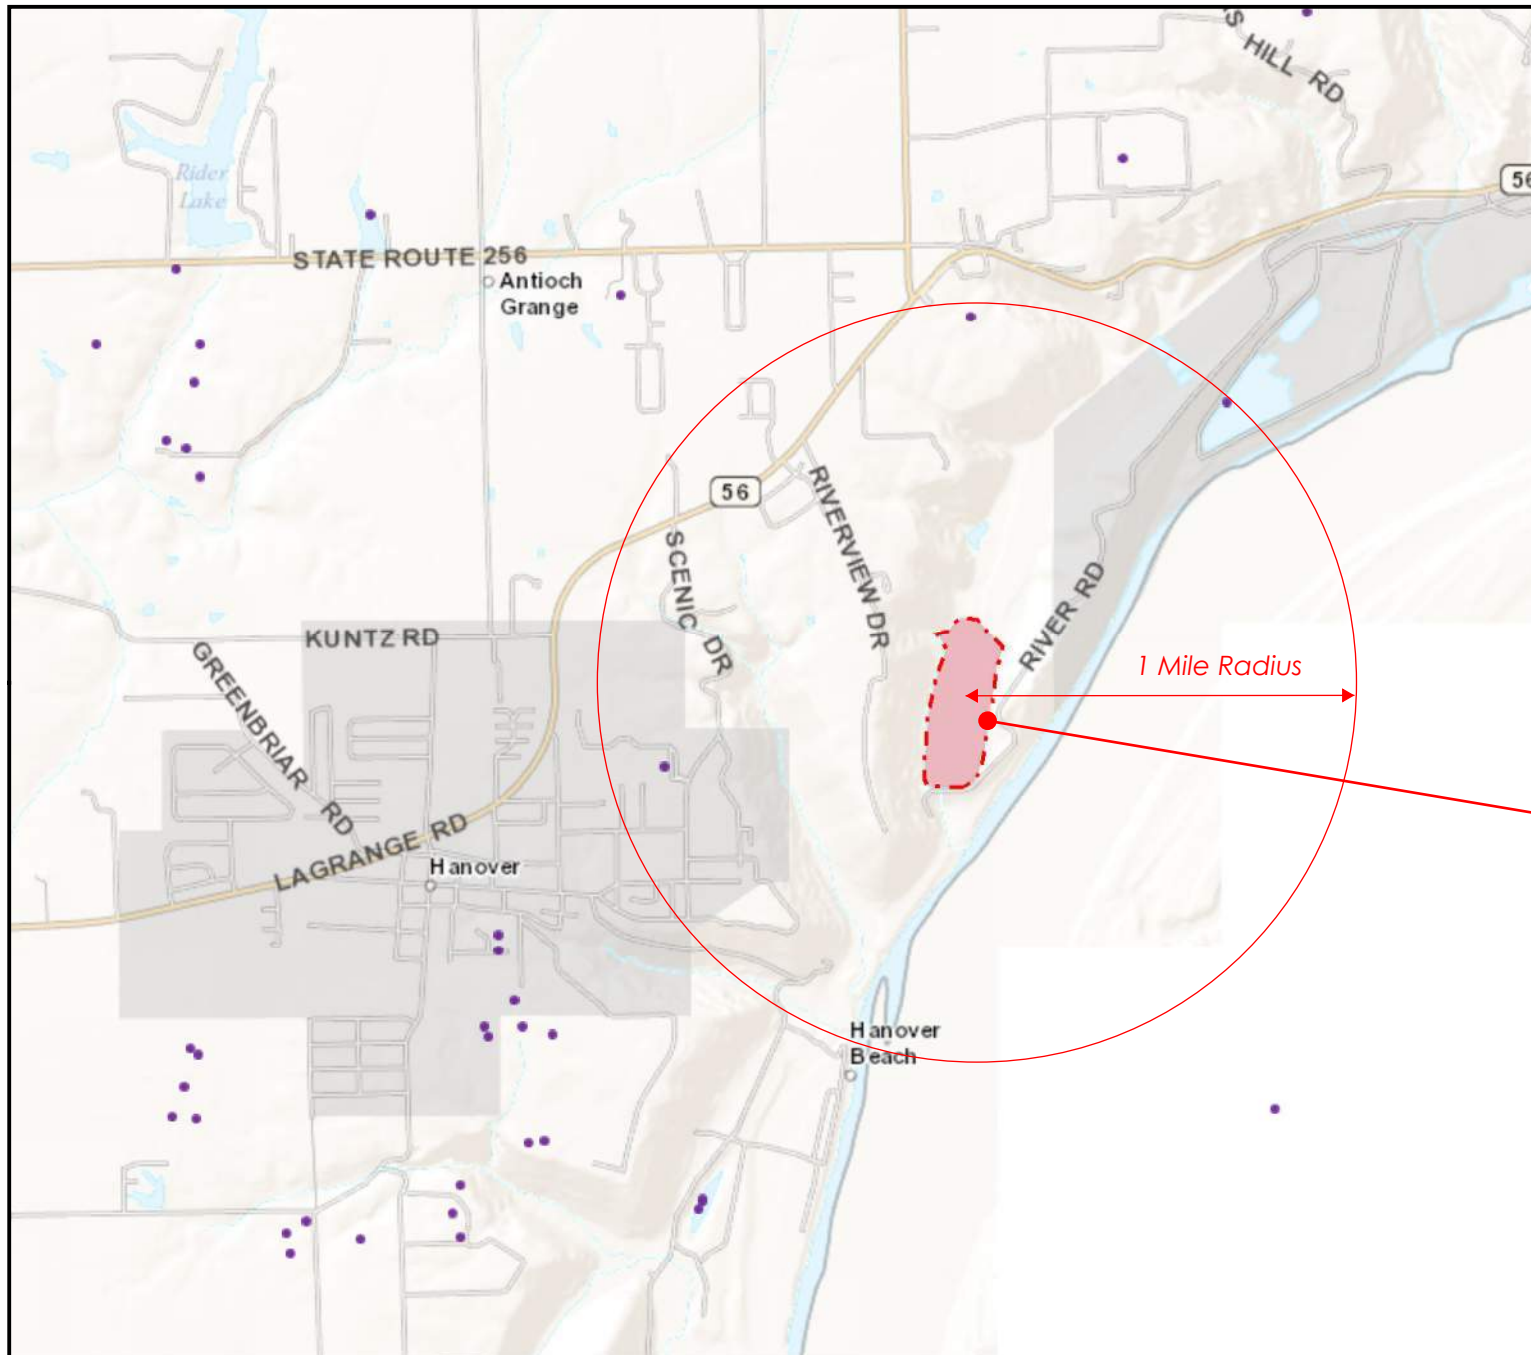 S HILL RD
56
Rider
Lake
STATE ROUTE 256
Antioch
Grange
56
RIVERVIEW DR
SCENIC DR
RIVER RD
KUNTZ RD
GREENBRIAR RD
1 Mile Radius
LAGRANGE RD
Hanover
Hanover
Beach